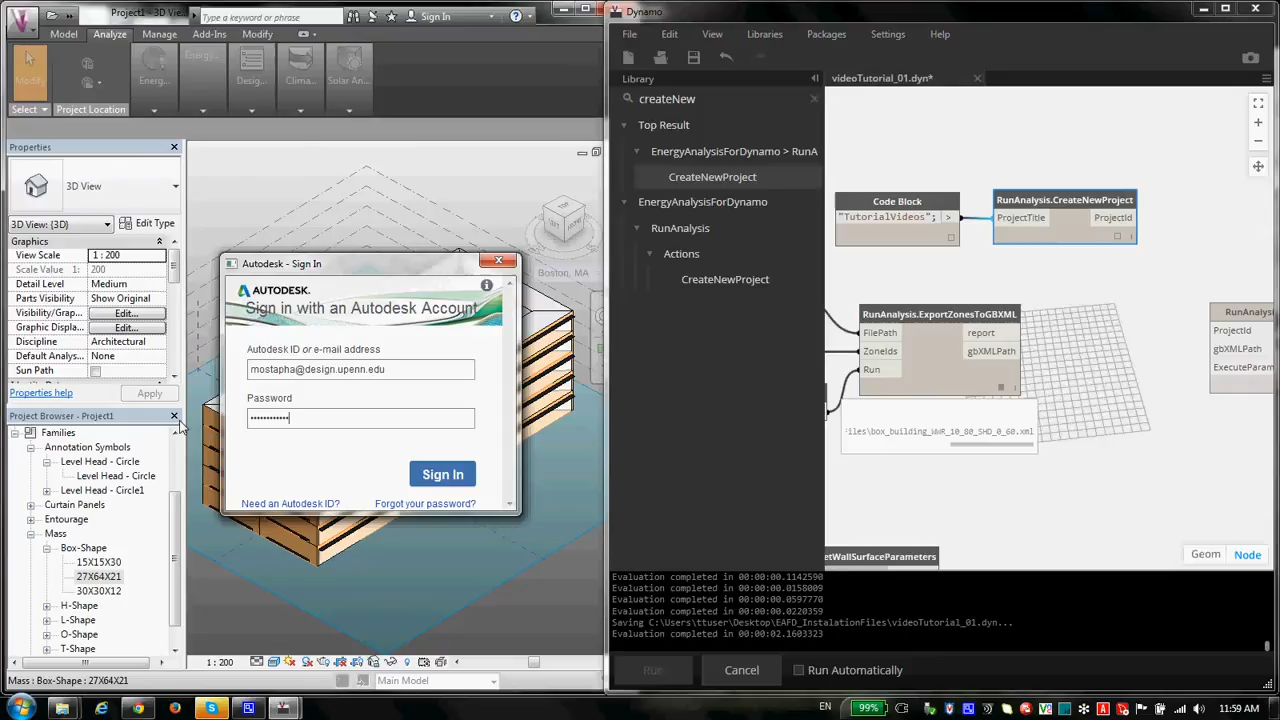 Project1 - 3D Vie...
Type a keyword or phrase
Sign In
Model
Analyze
Manage
Add-Ins
Modify
Modify
Energ...
Energy...
Desig...
Clima...
Solar An...
Select
Project Location
Properties
3D View
3D View: {3D}
Edit Type
Graphics
View Scale
1 : 200
Scale Value 1:
200
Detail Level
Medium
Parts Visibility
Show Original
Visibility/Grap...
Edit...
Graphic Displa...
Edit...
Discipline
Architectural
Default Analys...
None
Sun Path
Properties help
Apply
Project Browser - Project1
Families
Annotation Symbols
Level Head - Circle
Level Head - Circle
Level Head - Circle1
Curtain Panels
Entourage
Mass
Box-Shape
15X15X30
27X64X21
30X30X12
H-Shape
L-Shape
O-Shape
T-Shape
Mass : Box-Shape : 27X64X21
Boston, MA
1 : 200
Main Model
Autodesk - Sign In
AUTODESK.
Sign in with an Autodesk Account
Autodesk ID or e-mail address
mostapha@design.upenn.edu
Password
••••••••••••
Sign In
Need an Autodesk ID?
Forgot your password?
Dynamo
File
Edit
View
Libraries
Packages
Settings
Help
Library
createNew
Top Result
EnergyAnalysisForDynamo > RunA
CreateNewProject
EnergyAnalysisForDynamo
RunAnalysis
Actions
CreateNewProject
videoTutorial_01.dyn*
Code Block
"TutorialVideos";
>
RunAnalysis.CreateNewProject
ProjectTitle
ProjectId
RunAnalysis.ExportZonesToGBXML
FilePath
report
ZoneIds
gbXMLPath
Run
:iles\box_building_WWR_10_80_SHD_0_60.xml
RunAnalys
ProjectId
gbXMLPath
ExecuteParam
etWallSurfaceParameters
Geom
Node
Evaluation completed in 00:00:00.1142590
Evaluation completed in 00:00:00.0158009
Evaluation completed in 00:00:00.0597770
Evaluation completed in 00:00:00.0220359
Saving C:\Users\ttuser\Desktop\EAFD_InstalationFiles\videoTutorial_01.dyn...
Evaluation completed in 00:00:02.1603323
Run
Cancel
Run Automatically
EN
99%
11:59 AM